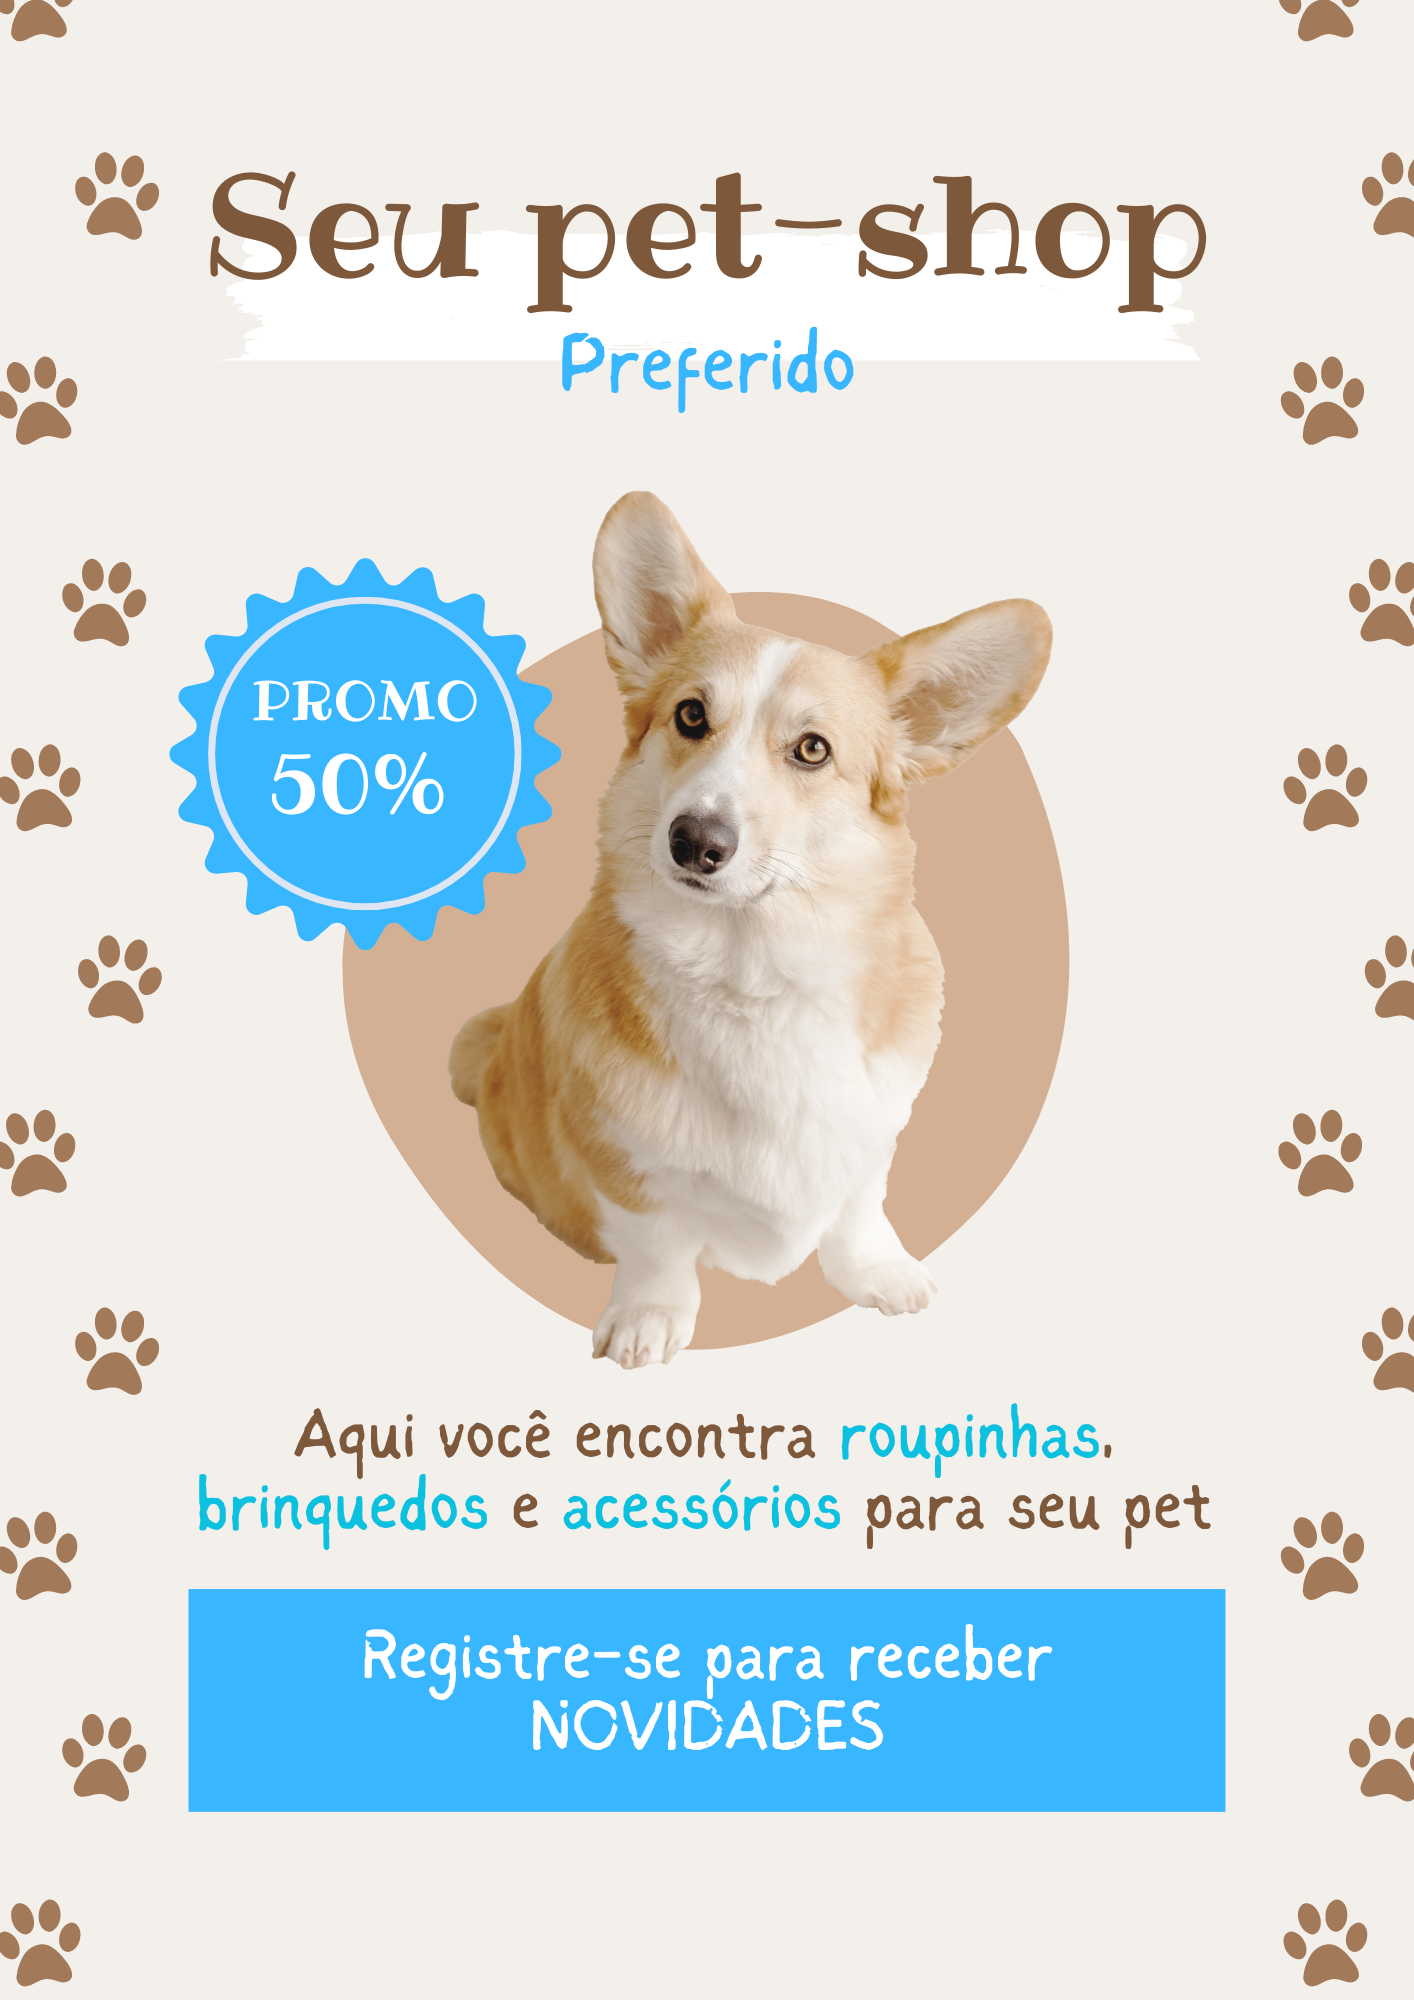 Seu pet-shop
Preferido
PROMO
50%
Aqui você encontra roupinhas,
brinquedos e acessórios para seu pet
Registre-se para receber
NOVIDADES